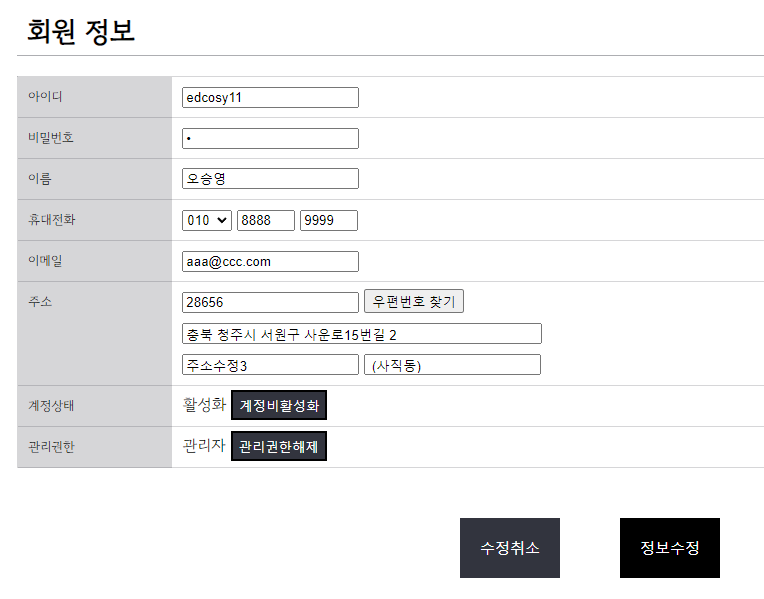 회원 정보
아이디 edcosy11
비밀번호 •
이름 오승영
휴대전화 010 8888 9999
이메일 aaa@ccc.com
주소 28656 우편번호 찾기
충북 청주시 서원구 사운로15번길 2
주소수정3 (사직동)
계정상태 활성화 계정비활성화
관리권한 관리자 관리권한해제
수정취소 정보수정